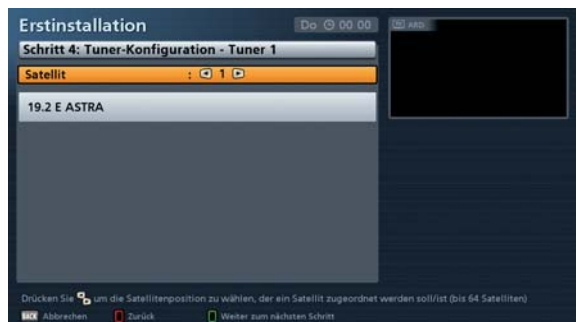 Erstinstallation
Do 00 00
ARD
Schritt 4: Tuner-Konfiguration - Tuner 1
Satellit : 1
19.2 E ASTRA
Drücken Sie um die Satellitenposition zu wählen, der ein Satellit zugeordnet werden soll/ist (bis 64 Satelliten)
BACK Abbrechen Zurück Weiter zum nächsten Schritt